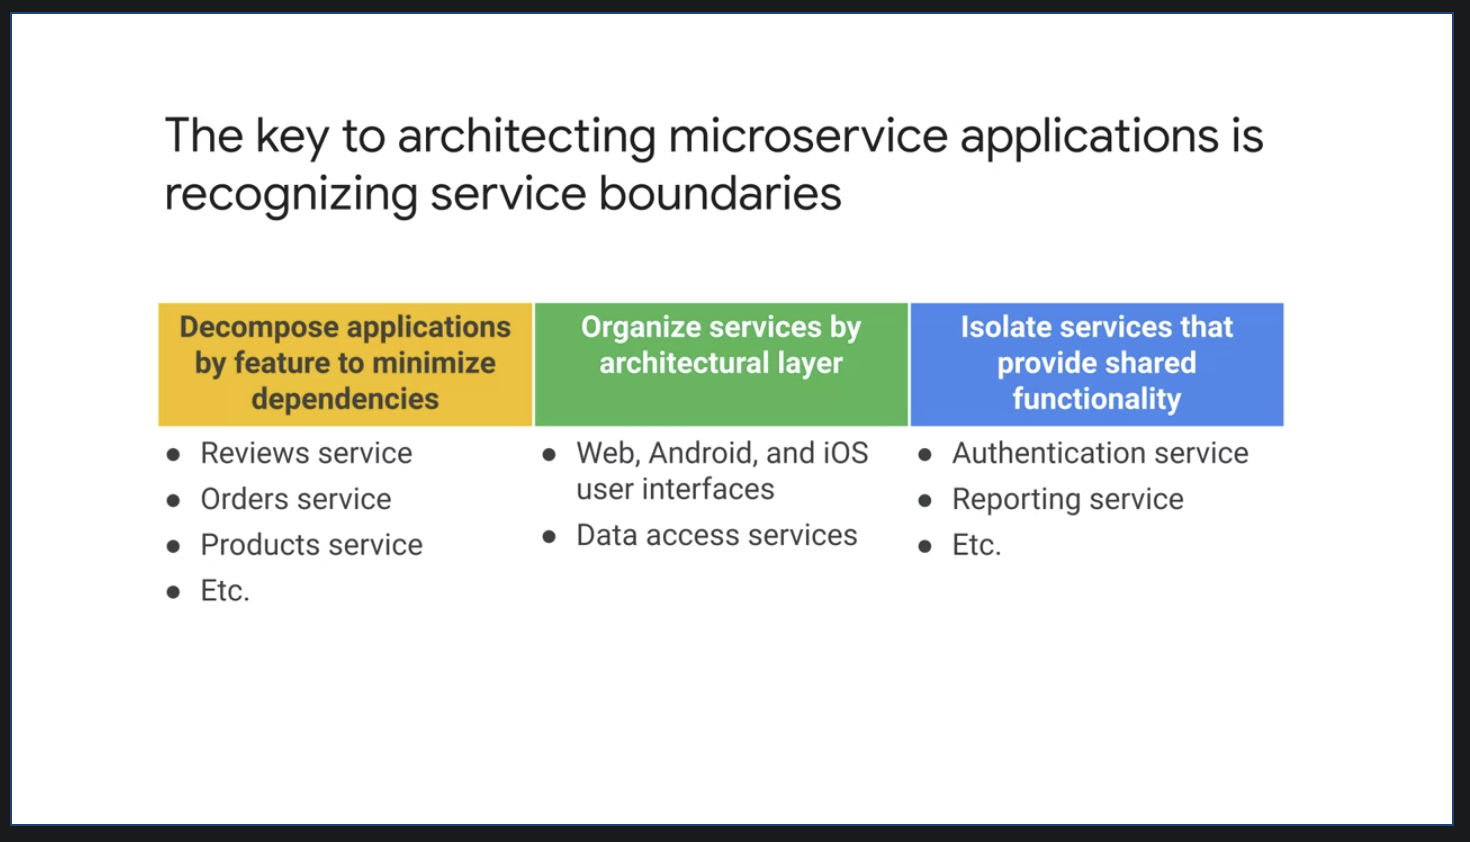 The key to architecting microservice applications is
recognizing service boundaries
Decompose applications
by feature to minimize
dependencies
● Reviews service
● Orders service
● Products service
● Etc.
Organize services by
architectural layer
● Web, Android, and iOS
user interfaces
● Data access services
Isolate services that
provide shared
functionality
● Authentication service
● Reporting service
● Etc.